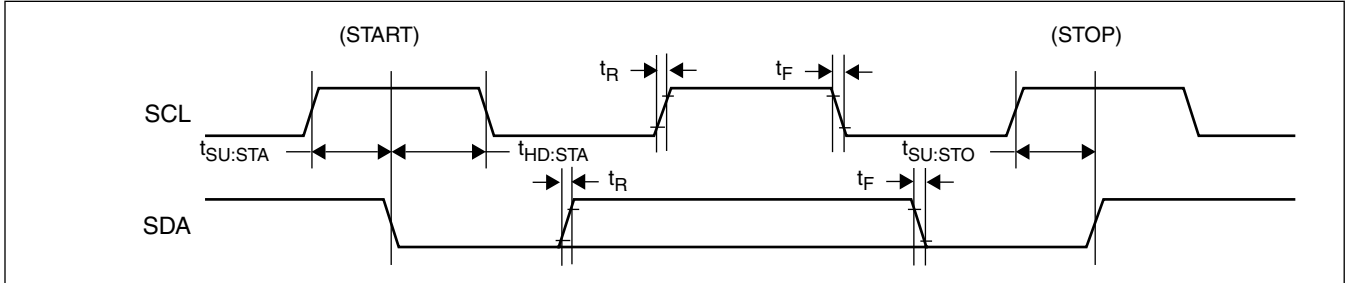 (START) (STOP)
tR tF
SCL
tSU:STA tHD:STA tSU:STO
tR tF
SDA